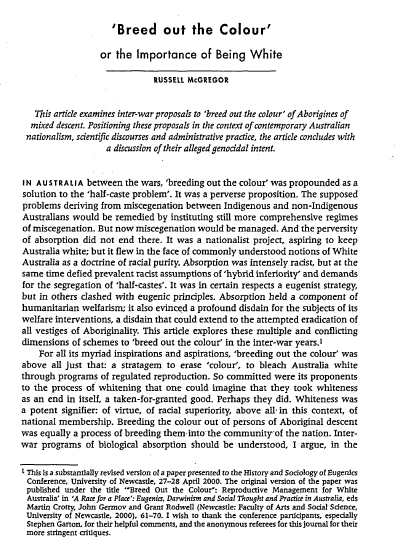 ‘Breed out the Colour’
or the Importance of Being White
RUSSELL McGREGOR
This article examines inter-war proposals to ‘breed out the colour’ of Aborigines of
mixed descent. Positioning these proposals in the context of contemporary Australian
nationalism, scientific discourses and administrative practice, the article concludes with
a discussion of their alleged genocidal intent.
IN AUSTRALIA between the wars, ‘breeding out the colour’ was propounded as a
solution to the ‘half-caste problem’. It was a perverse proposition. The supposed
problems deriving from miscegenation between Indigenous and non-Indigenous
Australians would be remedied by instituting still more comprehensive regimes
of miscegenation. But now miscegenation would be managed. And the perversity
of absorption did not end there. It was a nationalist project, aspiring to keep
Australia white; but it flew in the face of commonly understood notions of White
Australia as a doctrine of racial purity. Absorption was intensely racist, but at the
same time defied prevalent racist assumptions of ‘hybrid inferiority’ and demands
for the segregation of ‘half-castes’. It was in certain respects a eugenist strategy,
but in others clashed with eugenic principles. Absorption held a component of
humanitarian welfarism; it also evinced a profound disdain for the subjects of its
welfare interventions, a disdain that could extend to the attempted eradication of
all vestiges of Aboriginality. This article explores these multiple and conflicting
dimensions of schemes to ‘breed out the colour’ in the inter-war years.1
For all its myriad inspirations and aspirations, ‘breeding out the colour’ was
above all just that: a stratagem to erase ‘colour’, to bleach Australia white
through programs of regulated reproduction. So committed were its proponents
to the process of whitening that one could imagine that they took whiteness
as an end in itself, a taken-for-granted good. Perhaps they did. Whiteness was
a potent signifier: of virtue, of racial superiority, above all in this context, of
national membership. Breeding the colour out of persons of Aboriginal descent
was equally a process of breeding them into the community of the nation. Inter-
war programs of biological absorption should be understood, I argue, in the
1 This is a substantially revised version of a paper presented to the History and Sociology of Eugenics
Conference, University of Newcastle, 27–28 April 2000. The original version of the paper was
published under the title ‘“Breed Out the Colour”: Reproductive Management for White
Australia’ in ‘A Race for a Place’: Eugenics, Darwinism and Social Thought and Practice in Australia, eds
Martin Crotty, John Germov and Grant Rodwell (Newcastle: Faculty of Arts and Social Science,
University of Newcastle, 2000), 61–70. I wish to thank the conference participants, especially
Stephen Garton, for their helpful comments, and the anonymous referees for this journal for their
more stringent critiques.